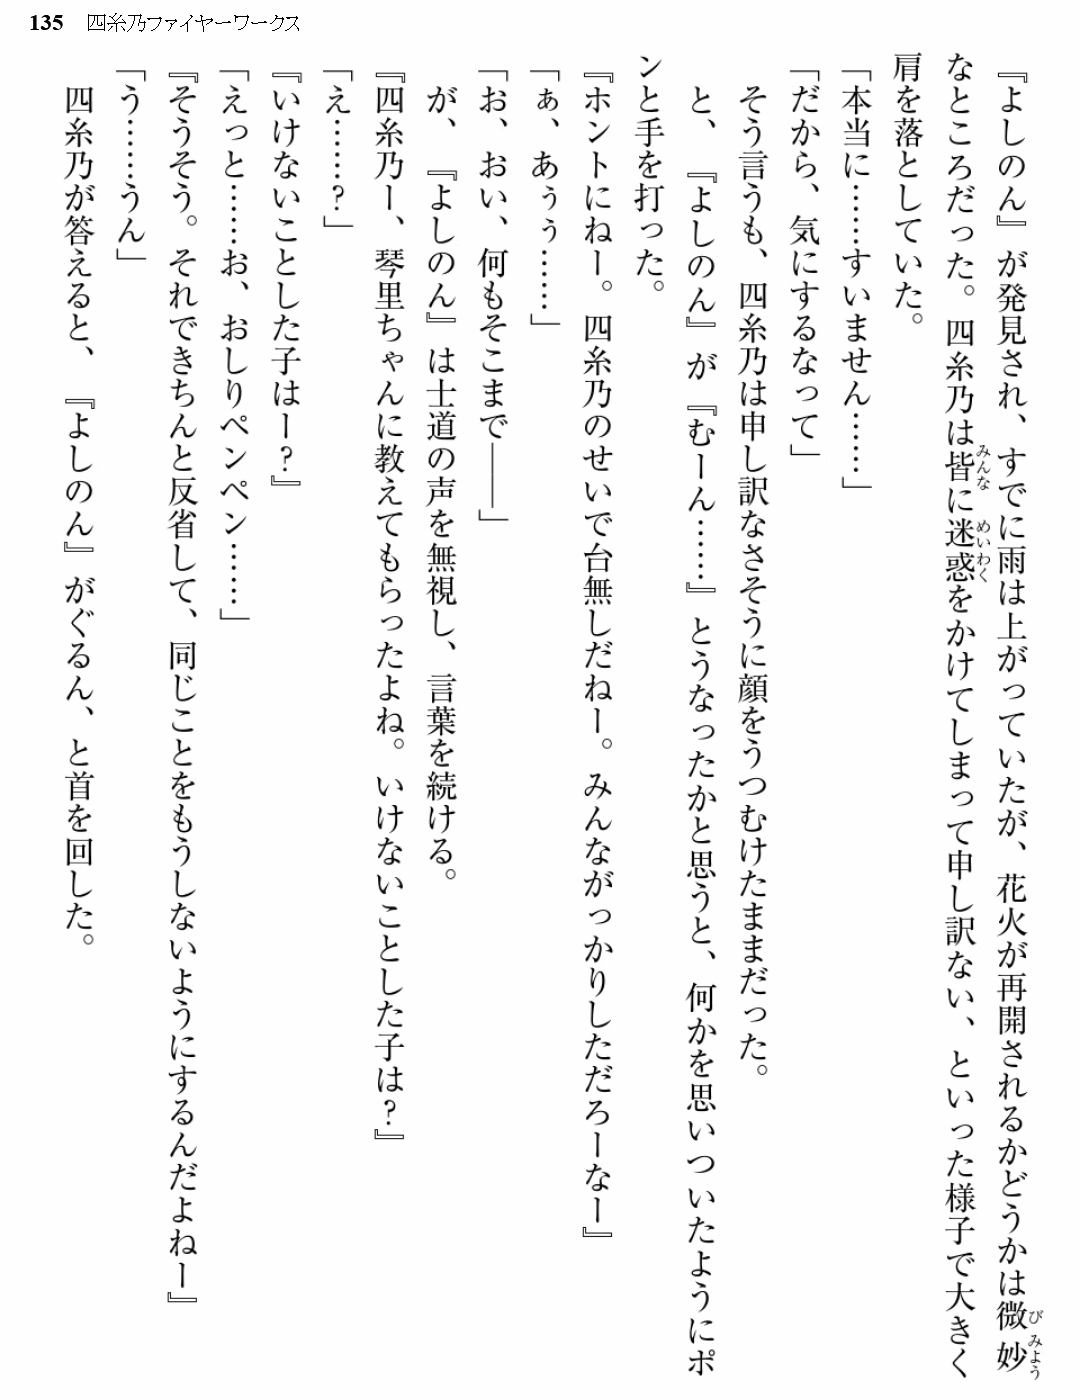 135 四糸乃ファイヤーワークス
『よしのん』が発見され、すでに雨は上がっていたが、花火が再開されるかどうかは微妙
びみょう
なところだった。四糸乃は皆に迷惑をかけてしまって申し訳ない、といった様子で大きく
みんな めいわく
肩を落としていた。
「本当に……すいません……」
「だから、気にするなって」
そう言うも、四糸乃は申し訳なさそうに顔をうつむけたままだった。
と、『よしのん』が『むーん……』とうなったかと思うと、何かを思いついたようにポ
ンと手を打った。
『ホントにねー。四糸乃のせいで台無しだねー。みんながっかりしただろーなー』
「ぁ、あぅぅ……」
「お、おい、何もそこまで――」
が、『よしのん』は士道の声を無視し、言葉を続ける。
『四糸乃ー、琴里ちゃんに教えてもらったよね。いけないことした子は?』
「え……?」
『いけないことした子はー?』
「えっと……お、おしりペンペン……」
『そうそう。それできちんと反省して、同じことをもうしないようにするんだよねー』
「う……うん」
四糸乃が答えると、『よしのん』がぐるん、と首を回した。